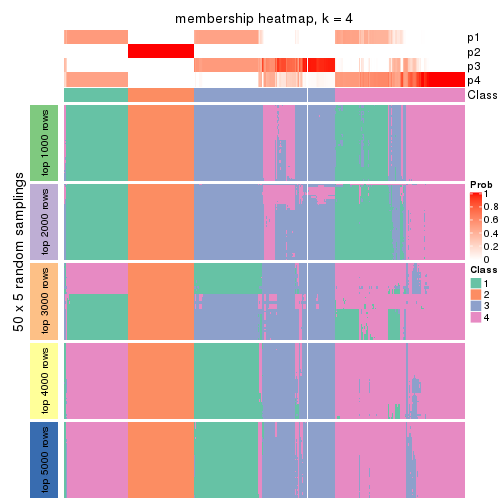 membership heatmap, k = 4
p1
p2
p3
p4
Class
50 x 5 random samplings
top 1000 rows
top 2000 rows
top 3000 rows
top 4000 rows
top 5000 rows
Prob
1
0.8
0.6
0.4
0.2
0
Class
1
2
3
4